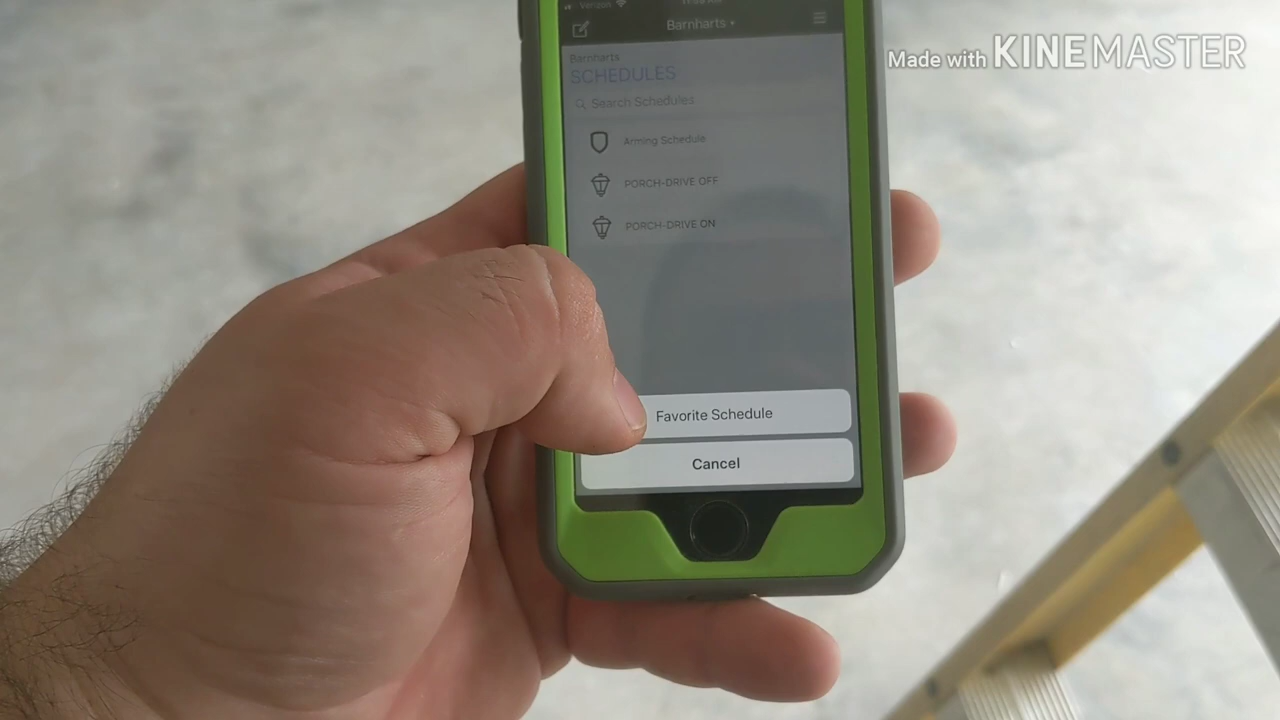 Verizon
Barnharts
Made with KINEMASTER
Barnharts
SCHEDULES
Search Schedules
Arming Schedule
PORCH-DRIVE OFF
PORCH-DRIVE ON
Favorite Schedule
Cancel